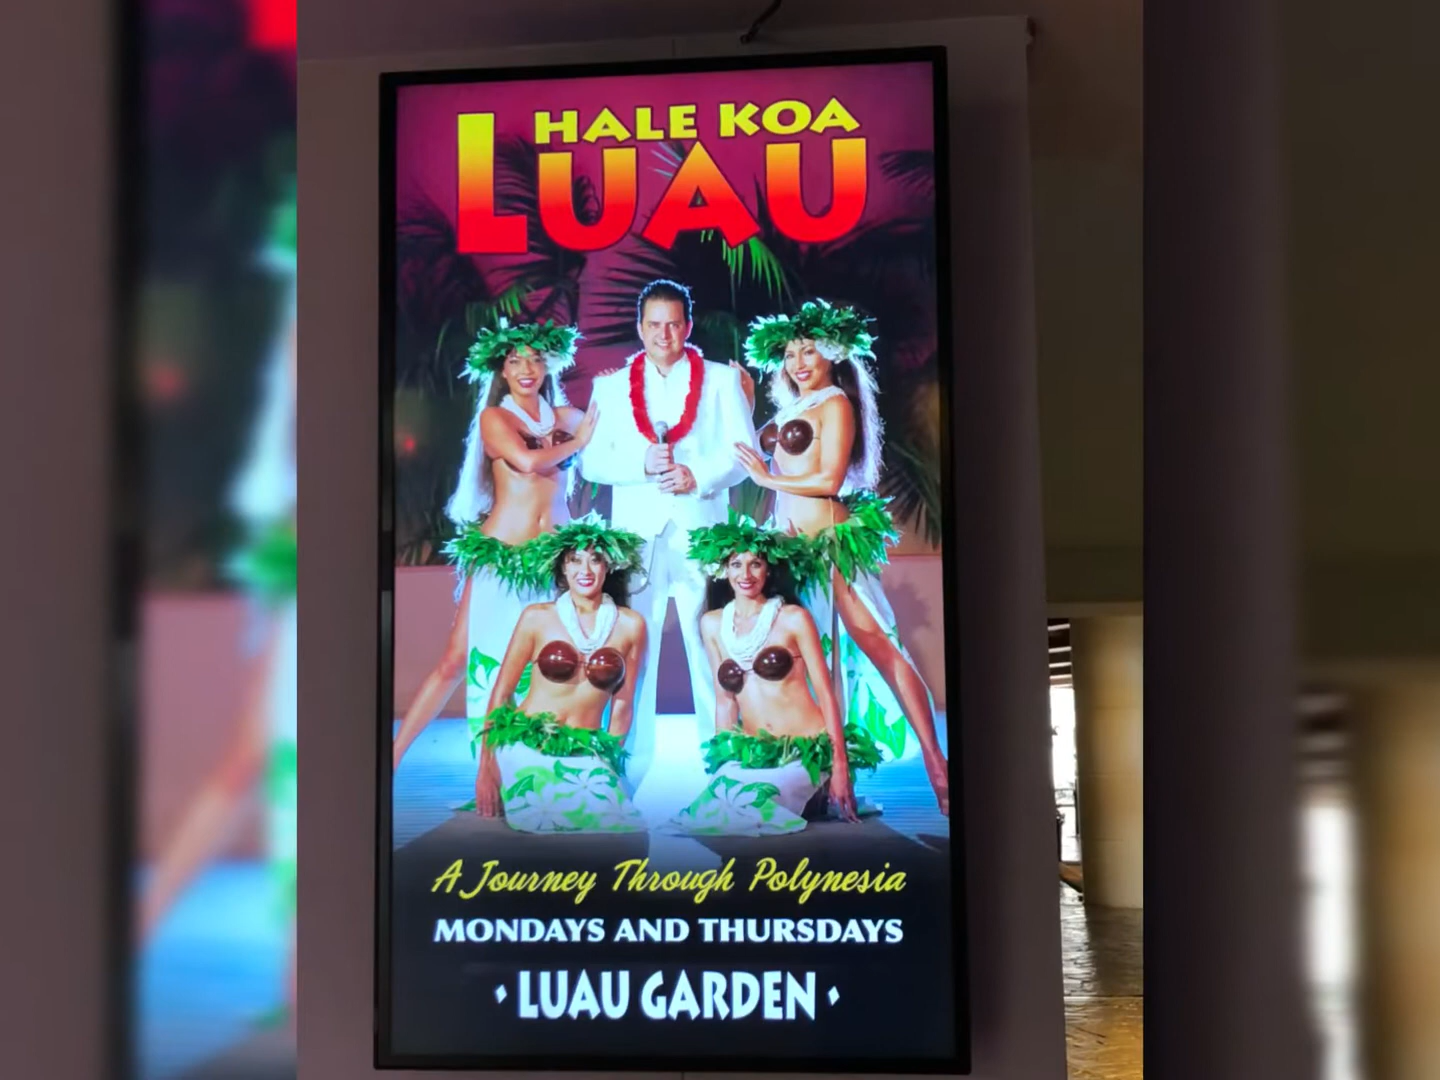 HALE KOA
LUAU
A Journey Through Polynesia
MONDAYS AND THURSDAYS
LUAU GARDEN